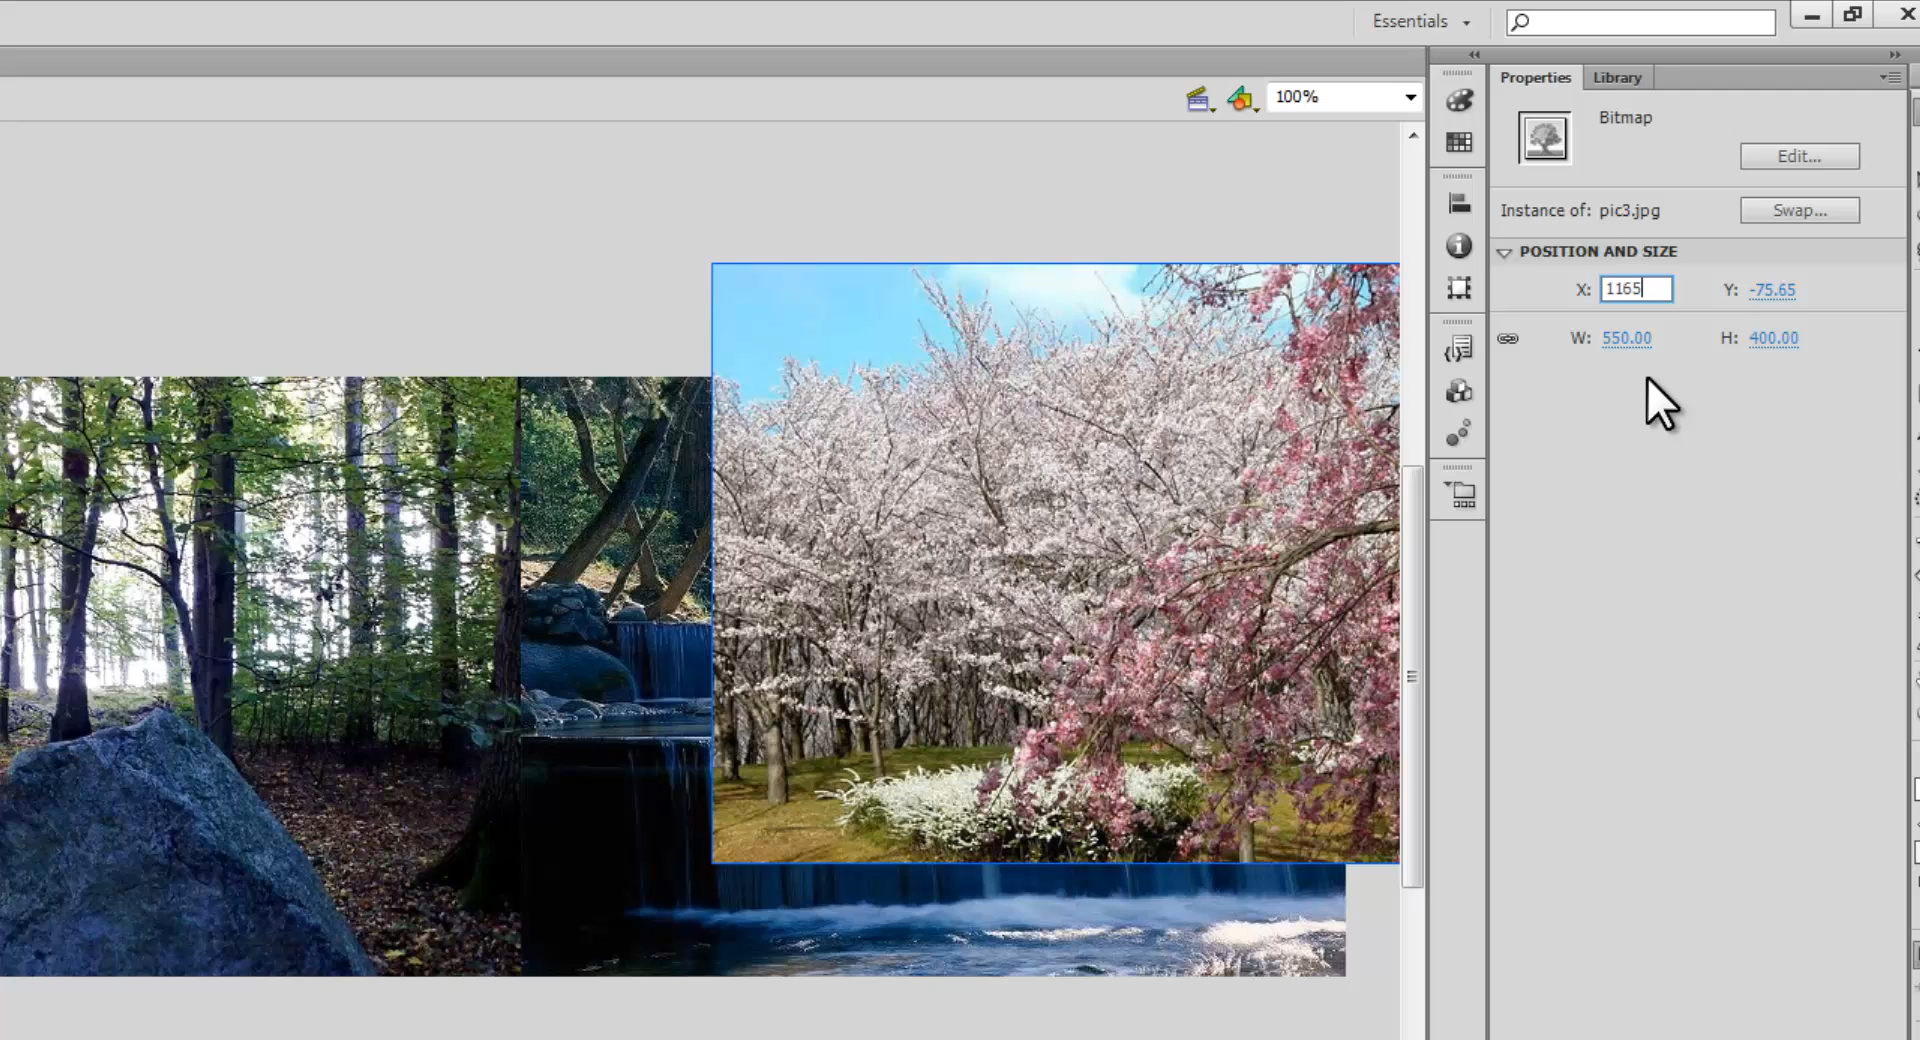 Essentials
100%
Properties Library
Bitmap
Edit...
Instance of: pic3.jpg
Swap...
POSITION AND SIZE
X: 1165 Y: -75.65
W: 550.00 H: 400.00